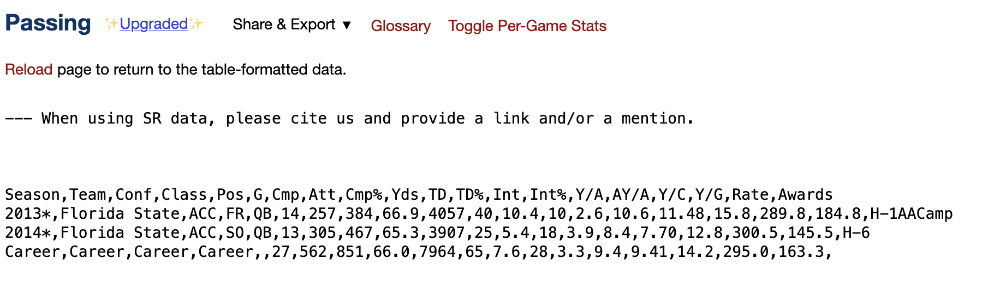 Passing ✨Upgraded✨ Share & Export ▼ Glossary Toggle Per-Game Stats
Reload page to return to the table-formatted data.
--- When using SR data, please cite us and provide a link and/or a mention.
Season,Team,Conf,Class,Pos,G,Cmp,Att,Cmp%,Yds,TD,TD%,Int,Int%,Y/A,AY/A,Y/C,Y/G,Rate,Awards
2013*,Florida State,ACC,FR,QB,14,257,384,66.9,4057,40,10.4,10,2.6,10.6,11.48,15.8,289.8,184.8,H-1AACamp
2014*,Florida State,ACC,SO,QB,13,305,467,65.3,3907,25,5.4,18,3.9,8.4,7.70,12.8,300.5,145.5,H-6
Career,Career,Career,Career,,27,562,851,66.0,7964,65,7.6,28,3.3,9.4,9.41,14.2,295.0,163.3,